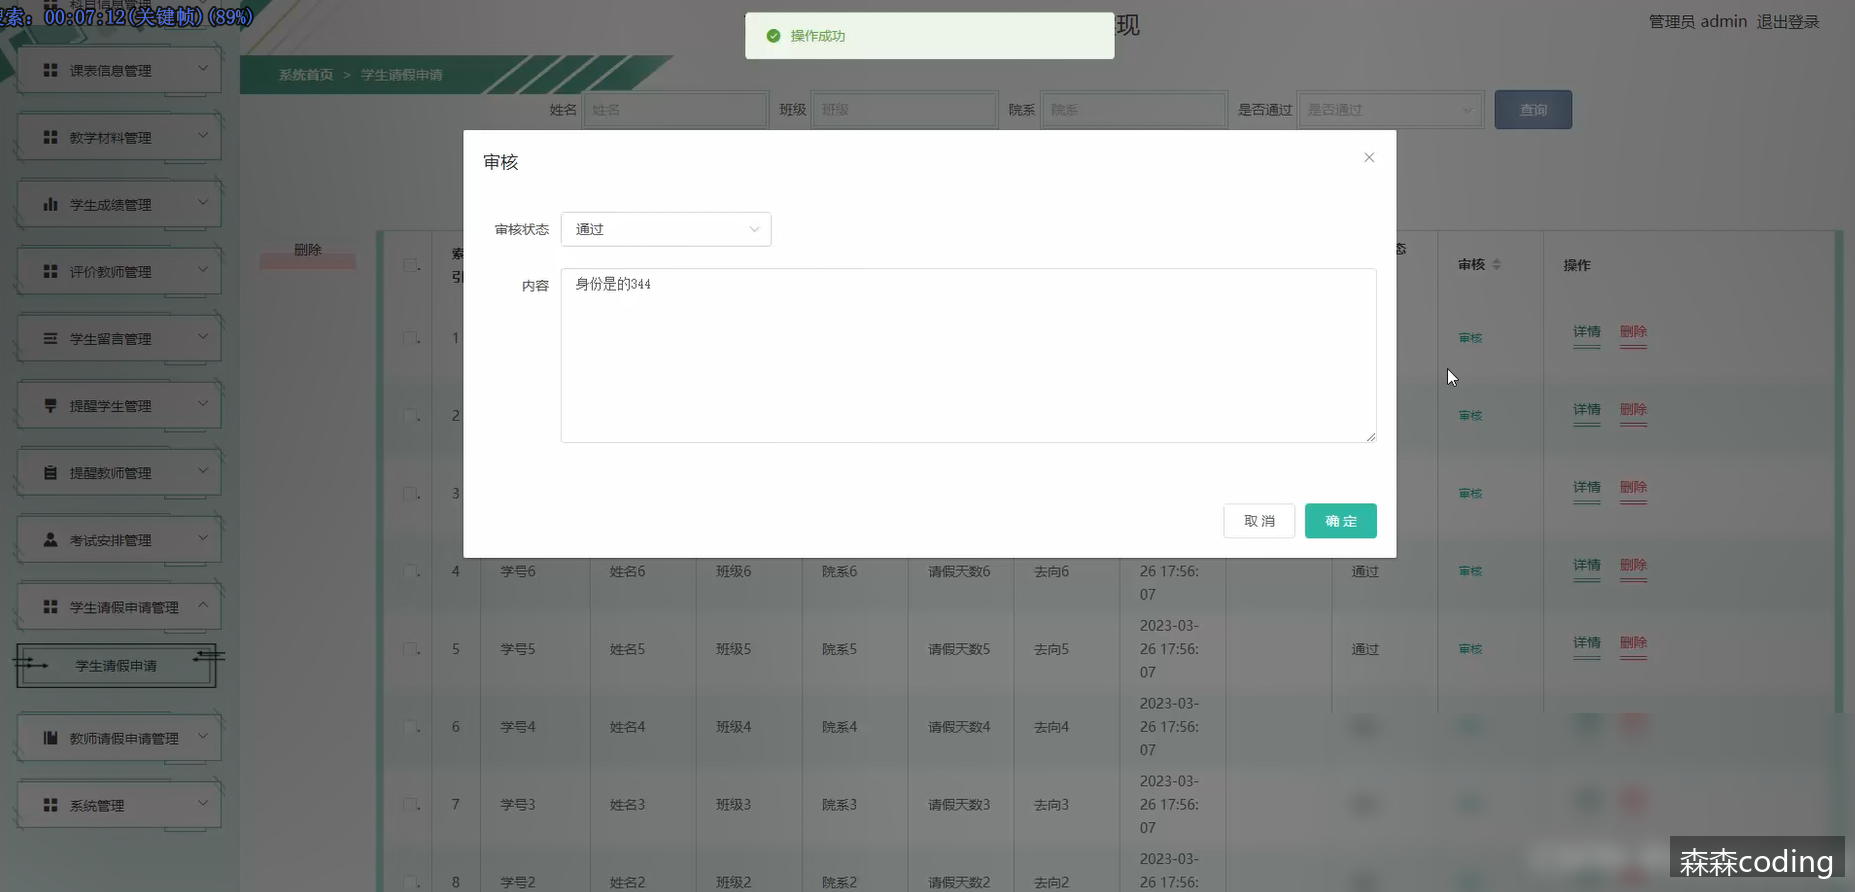 搜索: 00:07:12(关键帧)(89%)
科目信息管理
操作成功
现
管理员 admin 退出登录
课表信息管理
系统首页 > 学生请假申请
姓名 姓名 班级 班级 院系 院系 是否通过 是否通过 查询
教学材料管理
审核
学生成绩管理
审核状态 通过
删除
索引
审核 操作
态
评价教师管理
内容 身份是的344
学生留言管理
1 审核 详情 删除
提醒学生管理
2 审核 详情 删除
提醒教师管理
3 审核 详情 删除
取 消 确 定
考试安排管理
4 学号6 姓名6 班级6 院系6 请假天数6 去向6 26 17:56:07 通过 审核 详情 删除
学生请假申请管理
5 学号5 姓名5 班级5 院系5 请假天数5 去向5 2023-03-26 17:56:07 通过 审核 详情 删除
学生请假申请
6 学号4 姓名4 班级4 院系4 请假天数4 去向4 2023-03-26 17:56:07
教师请假申请管理
7 学号3 姓名3 班级3 院系3 请假天数3 去向3 2023-03-26 17:56:07
系统管理
8 学号2 姓名2 班级2 院系2 请假天数2 去向2 2023-03-26 17:56:
森森coding